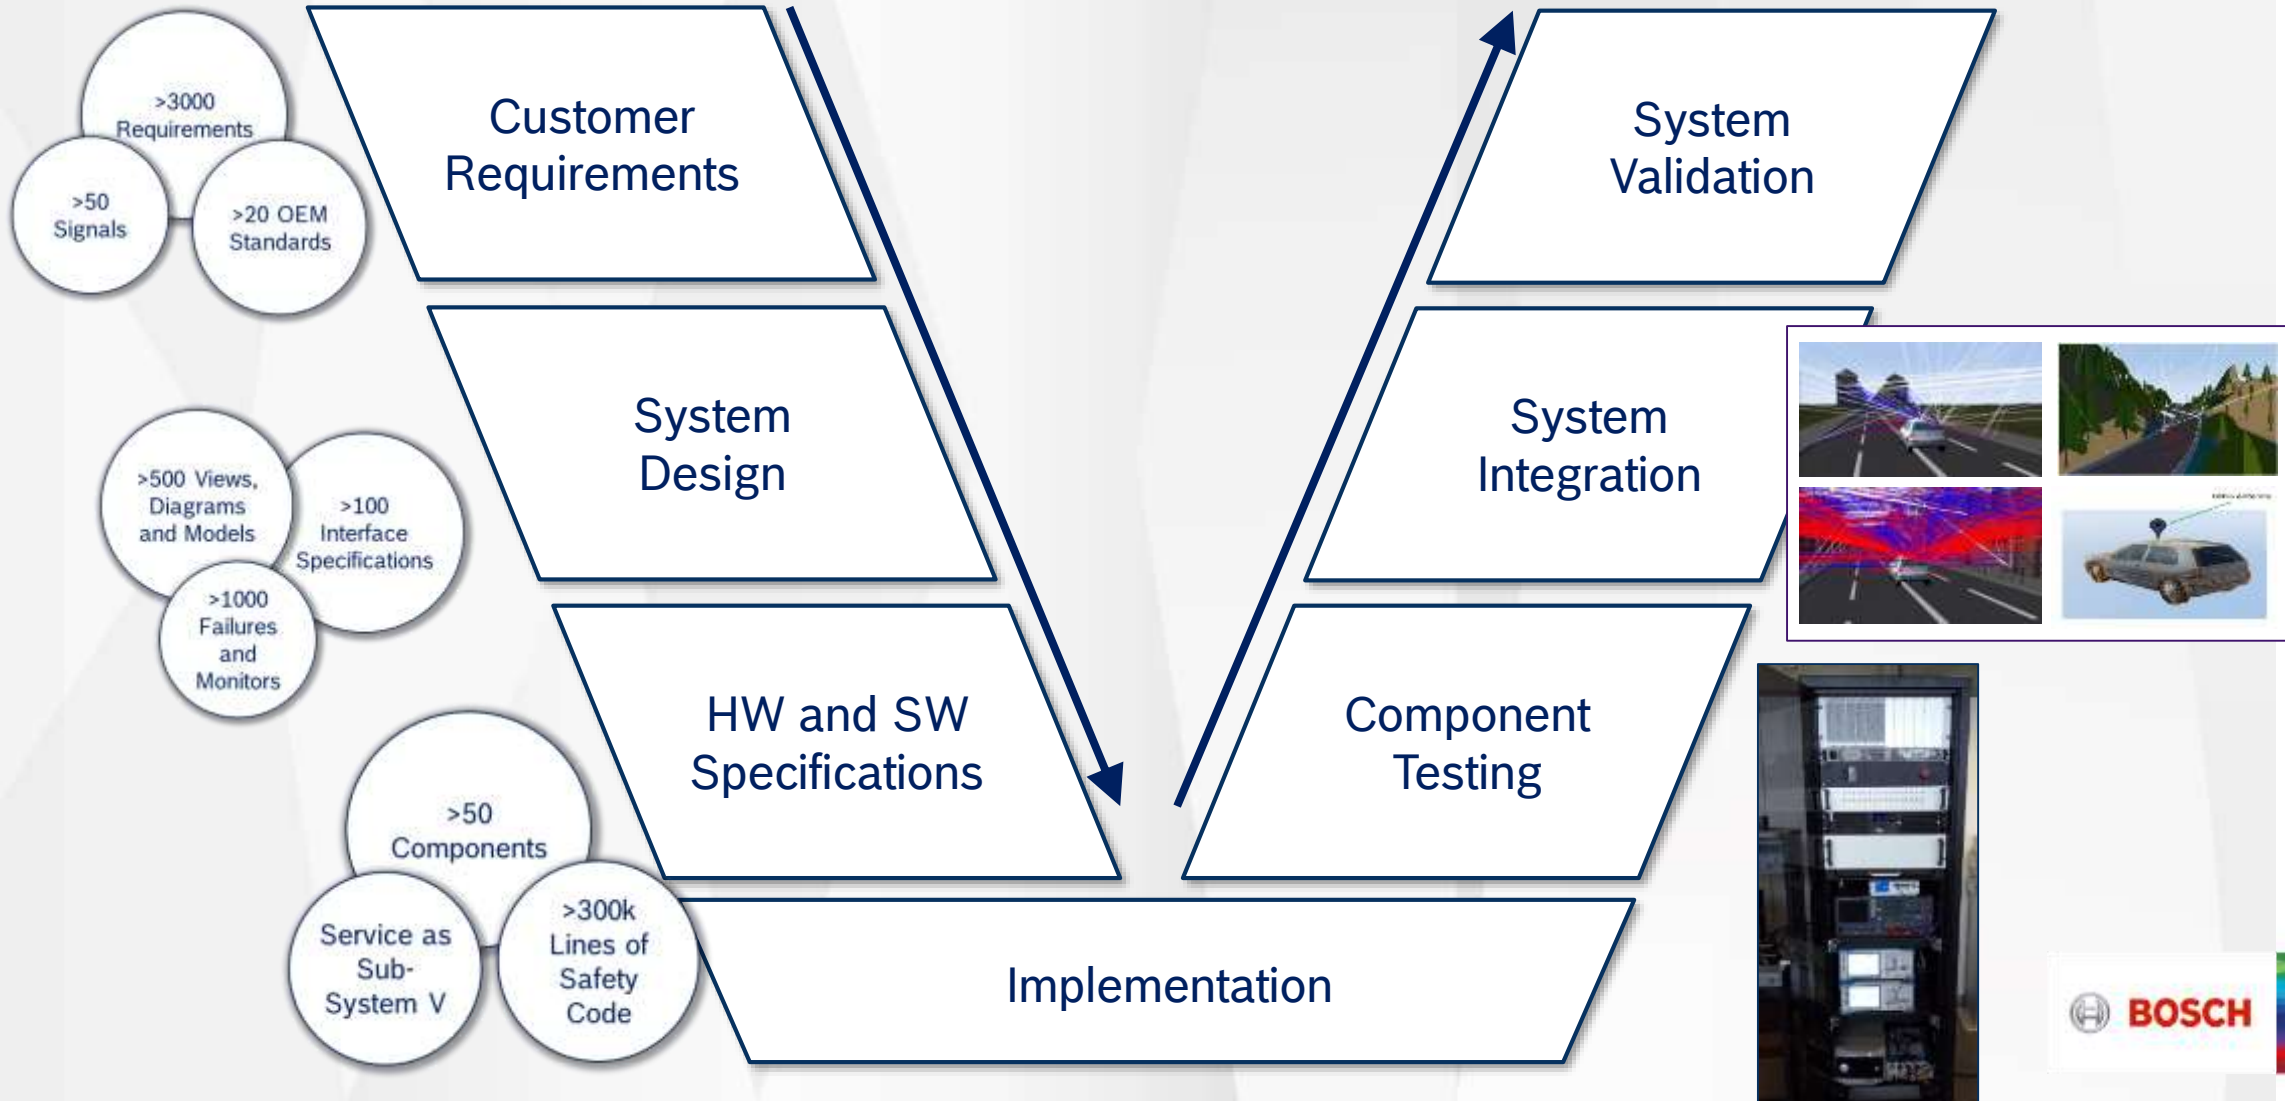 >3000
Requirements
>50
Signals
>20 OEM
Standards
Customer
Requirements
System
Validation
>500 Views,
Diagrams
and Models
>100
Interface
Specifications
>1000
Failures
and
Monitors
System
Design
System
Integration
>50
Components
Service as
Sub-
System V
>300k
Lines of
Safety
Code
HW and SW
Specifications
Component
Testing
Implementation
BOSCH